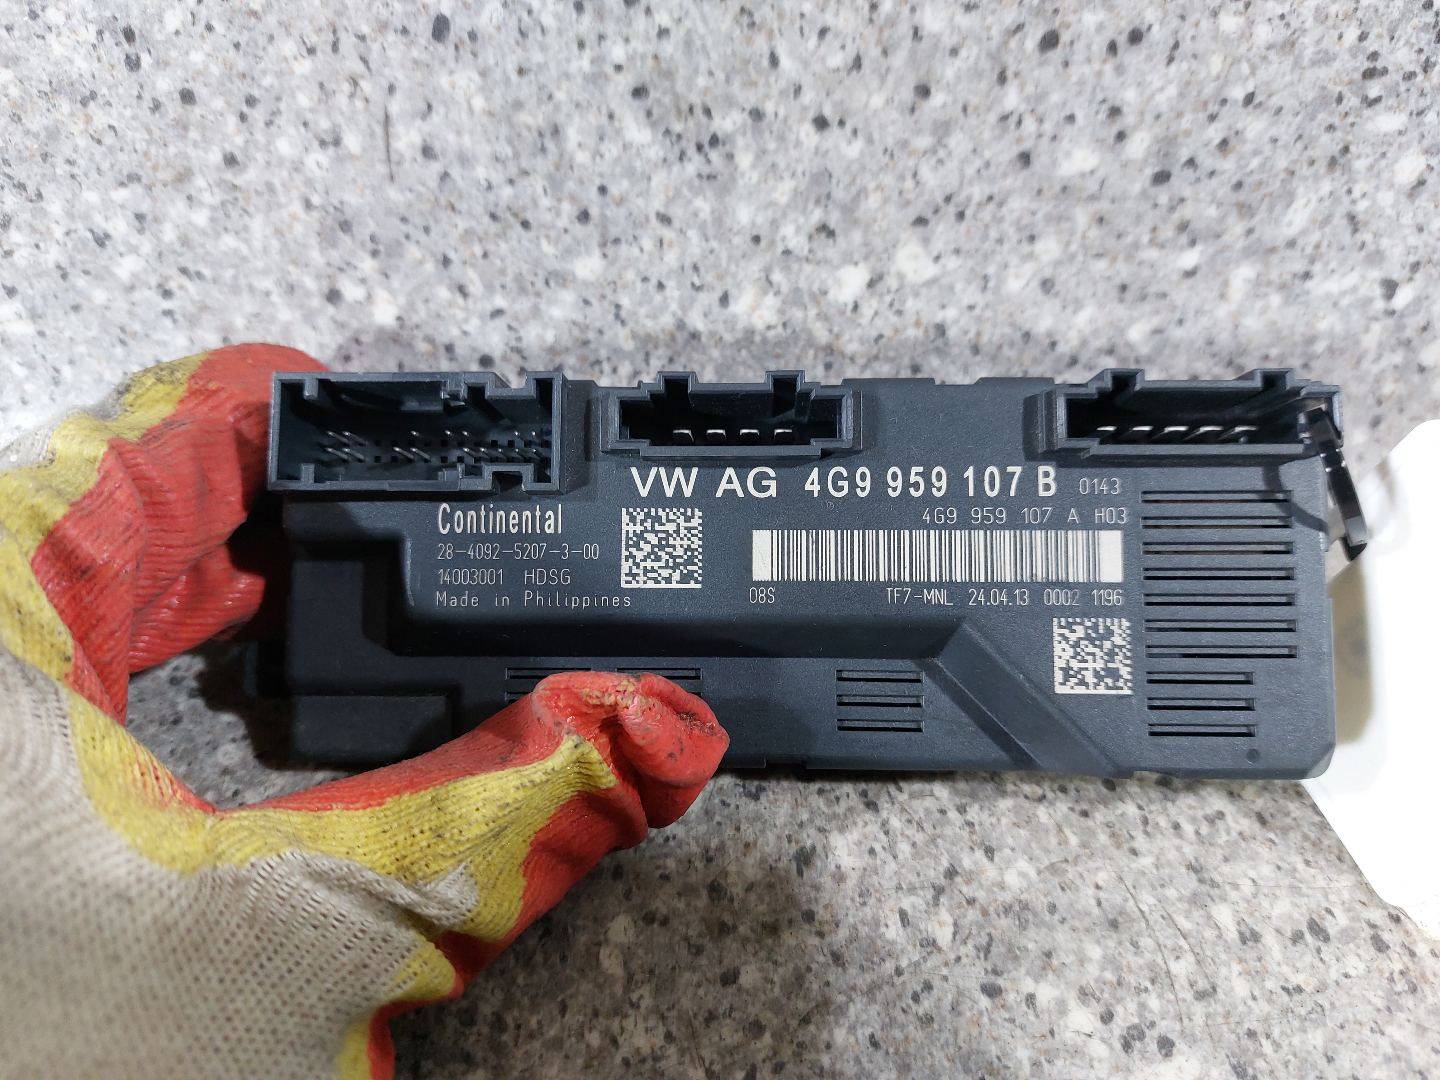 VW AG 4G9 959 107 B 0143
4G9 959 107 A H03
Continental
28-4092-5207-3-00
14003001 HDSG
Made in Philippines
08S TF7-MNL 24.04.13 0002 1196